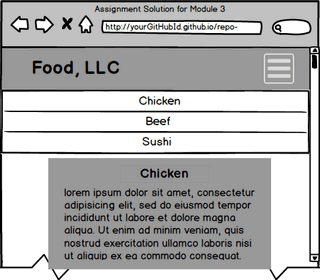 Assignment Solution for Module 3
http://yourGitHubId.github.io/repo-
Food, LLC
Chicken
Beef
Sushi
Chicken
lorem ipsum dolor sit amet, consectetur
adipisicing elit, sed do eiusmod tempor
incididunt ut labore et dolore magna
aliqua. Ut enim ad minim veniam, quis
nostrud exercitation ullamco laboris nisi
ut aliquip ex ea commodo consequat.